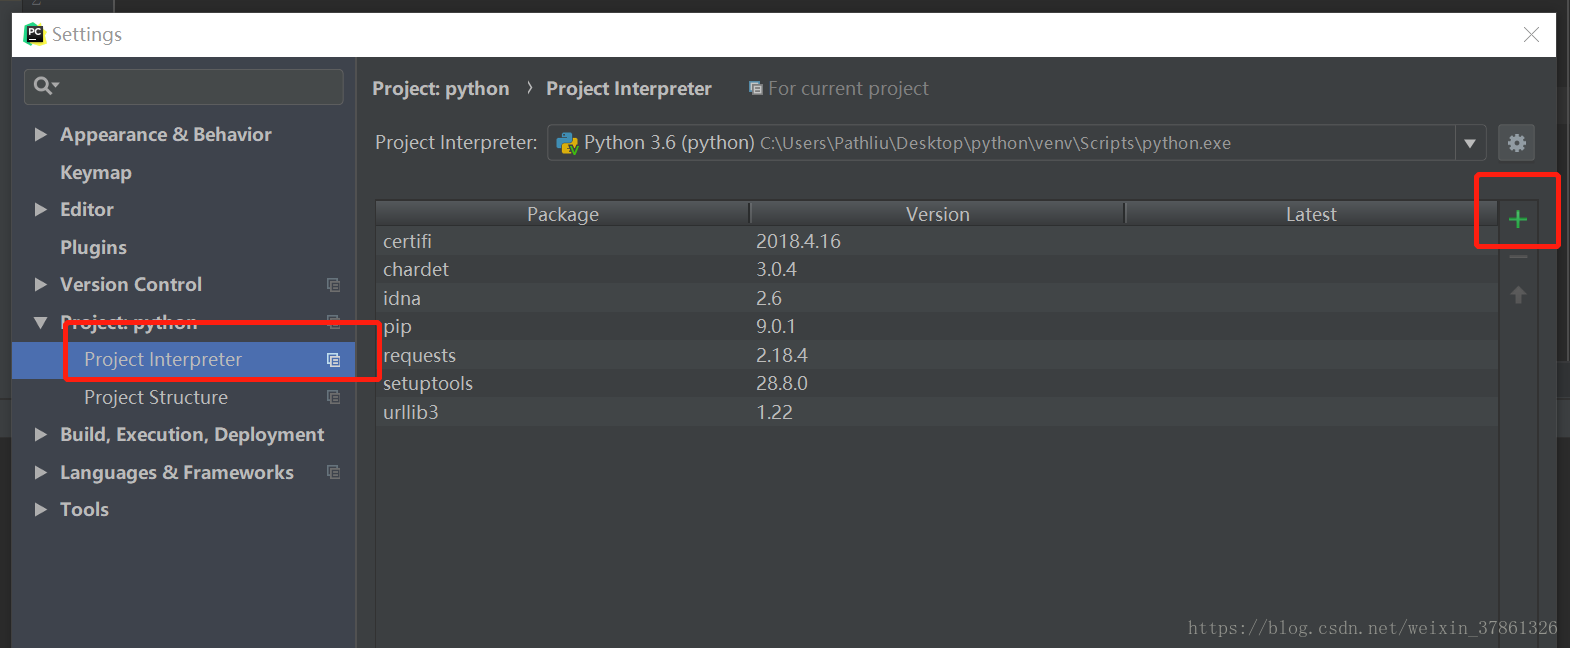 2
PC Settings
Project: python › Project Interpreter For current project
Project Interpreter: Python 3.6 (python) C:\Users\Pathliu\Desktop\python\venv\Scripts\python.exe
Appearance & Behavior
Keymap
Editor
Plugins
Version Control
Project: python
Project Interpreter
Project Structure
Build, Execution, Deployment
Languages & Frameworks
Tools
Package Version Latest
certifi 2018.4.16
chardet 3.0.4
idna 2.6
pip 9.0.1
requests 2.18.4
setuptools 28.8.0
urllib3 1.22
https://blog.csdn.net/weixin_37861326